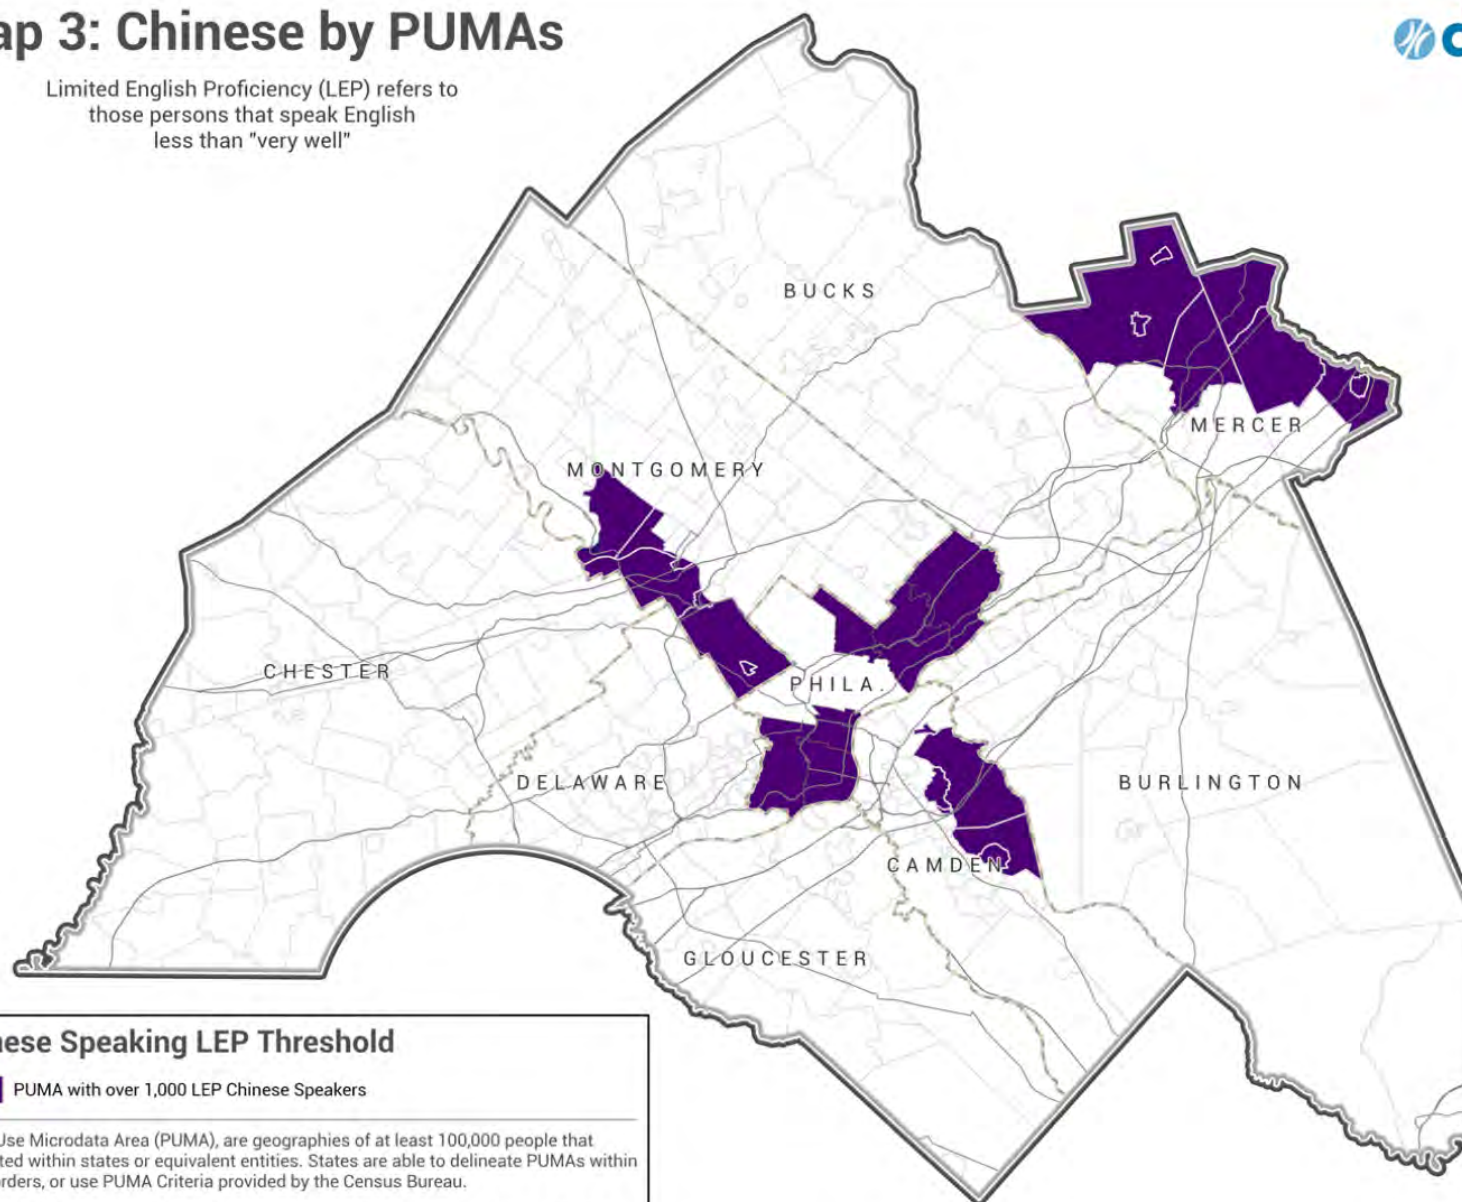 ap 3: Chinese by PUMAs
Limited English Proficiency (LEP) refers to
those persons that speak English
less than "very well"
BUCKS
MERCER
MONTGOMERY
CHESTER
PHILA.
DELAWARE
BURLINGTON
CAMDEN
GLOUCESTER
nese Speaking LEP Threshold
PUMA with over 1,000 LEP Chinese Speakers
Use Microdata Area (PUMA), are geographies of at least 100,000 people that
ted within states or equivalent entities. States are able to delineate PUMAs within
rders, or use PUMA Criteria provided by the Census Bureau.